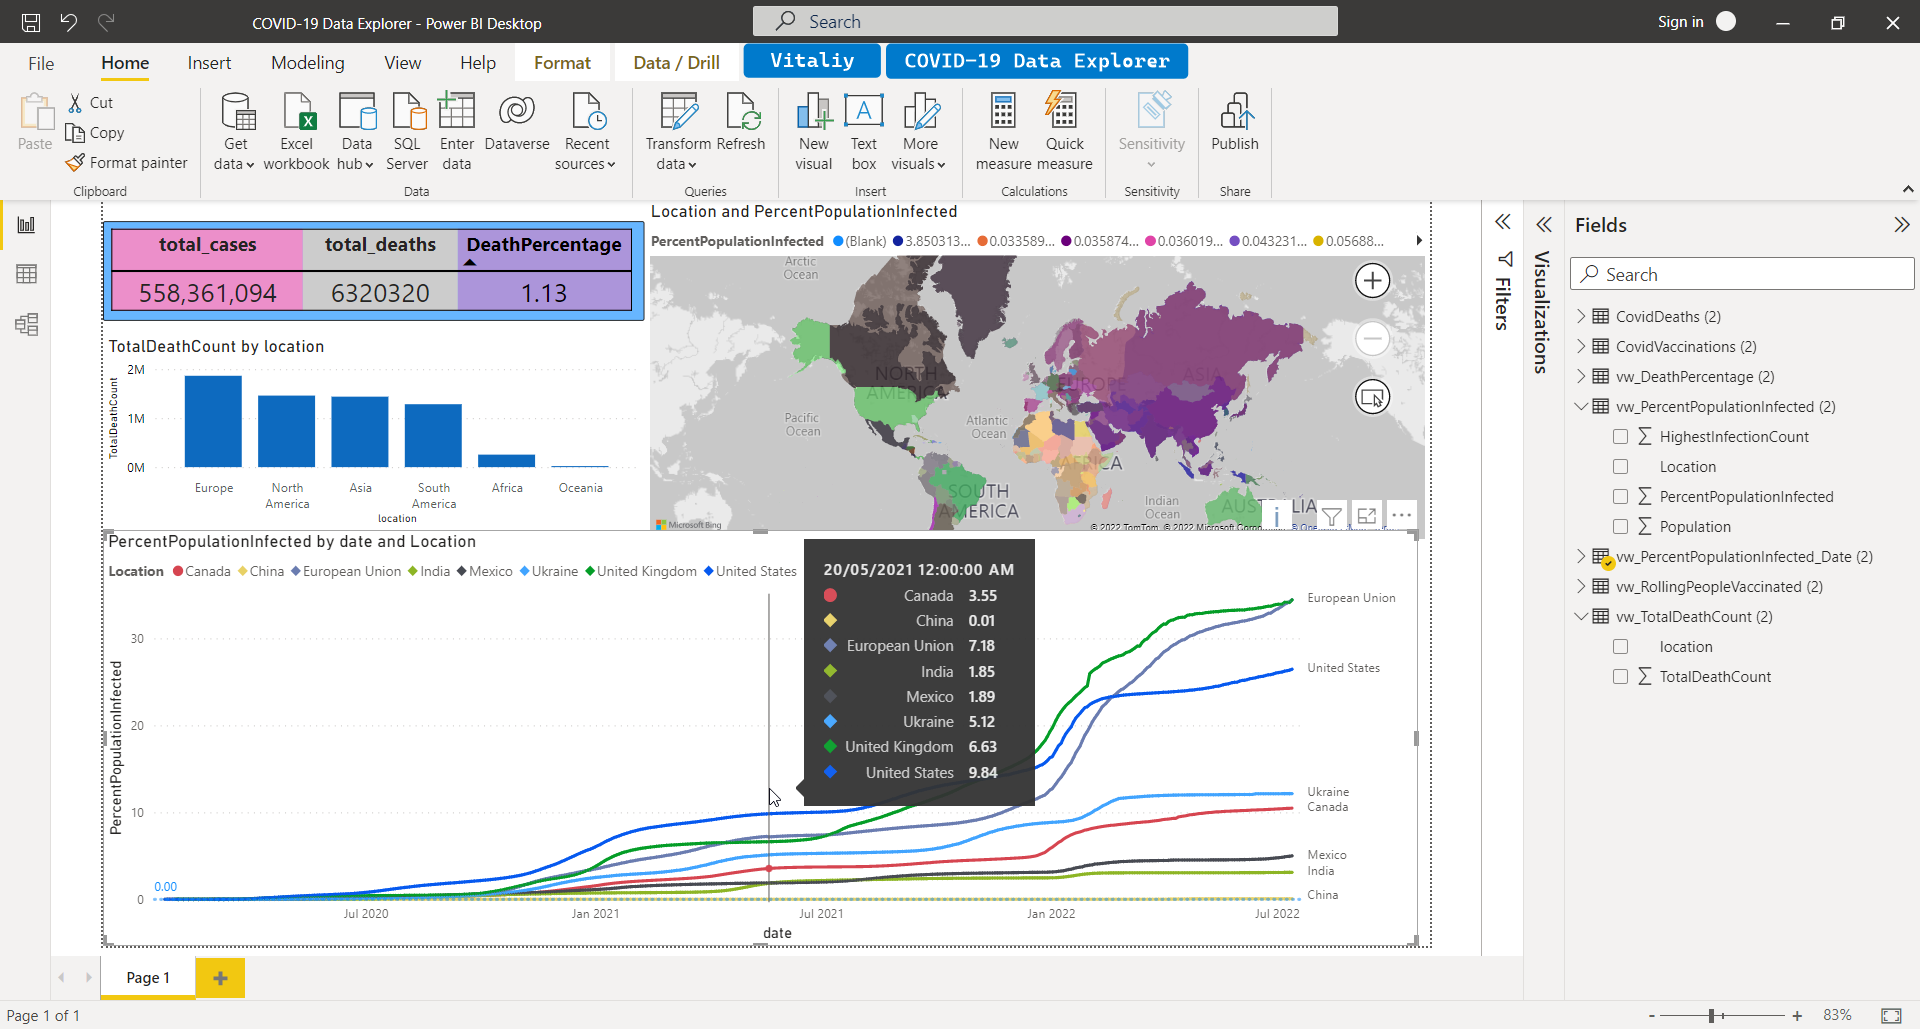 COVID-19 Data Explorer - Power BI Desktop
Search
Sign in
File Home Insert Modeling View Help Format Data / Drill Vitaliy COVID-19 Data Explorer
Paste
Cut
Copy
Format painter
Clipboard
Get data
Excel workbook
Data hub
SQL Server
Enter data
Dataverse
Recent sources
Data
Transform data
Refresh
Queries
New visual
Text box
More visuals
Insert
New measure
Quick measure
Calculations
Sensitivity
Sensitivity
Publish
Share
total_cases total_deaths DeathPercentage
558,361,094 6320320 1.13
TotalDeathCount by location
TotalDeathCount
2M
1M
0M
Europe
North America
Asia
South America
Africa
Oceania
location
Location and PercentPopulationInfected
PercentPopulationInfected (Blank) 3.850313... 0.033589... 0.035874... 0.036019... 0.043231... 0.05688...
Arctic Ocean
NORTH AMERICA
EUROPE
ASIA
Pacific Ocean
Atlantic Ocean
AFRICA
SOUTH AMERICA
Indian Ocean
Microsoft Bing
© 2022 TomTom, © 2022 Microsoft
PercentPopulationInfected by date and Location
Location Canada China European Union India Mexico Ukraine United Kingdom United States
PercentPopulationInfected
30
20
10
0
0.00
20/05/2021 12:00:00 AM
Canada 3.55
China 0.01
European Union 7.18
India 1.85
Mexico 1.89
Ukraine 5.12
United Kingdom 6.63
United States 9.84
European Union
United States
Ukraine
Canada
Mexico
India
China
Jul 2020 Jan 2021 Jul 2021 Jan 2022 Jul 2022
date
Filters
Visualizations
Fields
Search
CovidDeaths (2)
CovidVaccinations (2)
vw_DeathPercentage (2)
vw_PercentPopulationInfected (2)
HighestInfectionCount
Location
PercentPopulationInfected
Population
vw_PercentPopulationInfected_Date (2)
vw_RollingPeopleVaccinated (2)
vw_TotalDeathCount (2)
location
TotalDeathCount
Page 1
Page 1 of 1
83%